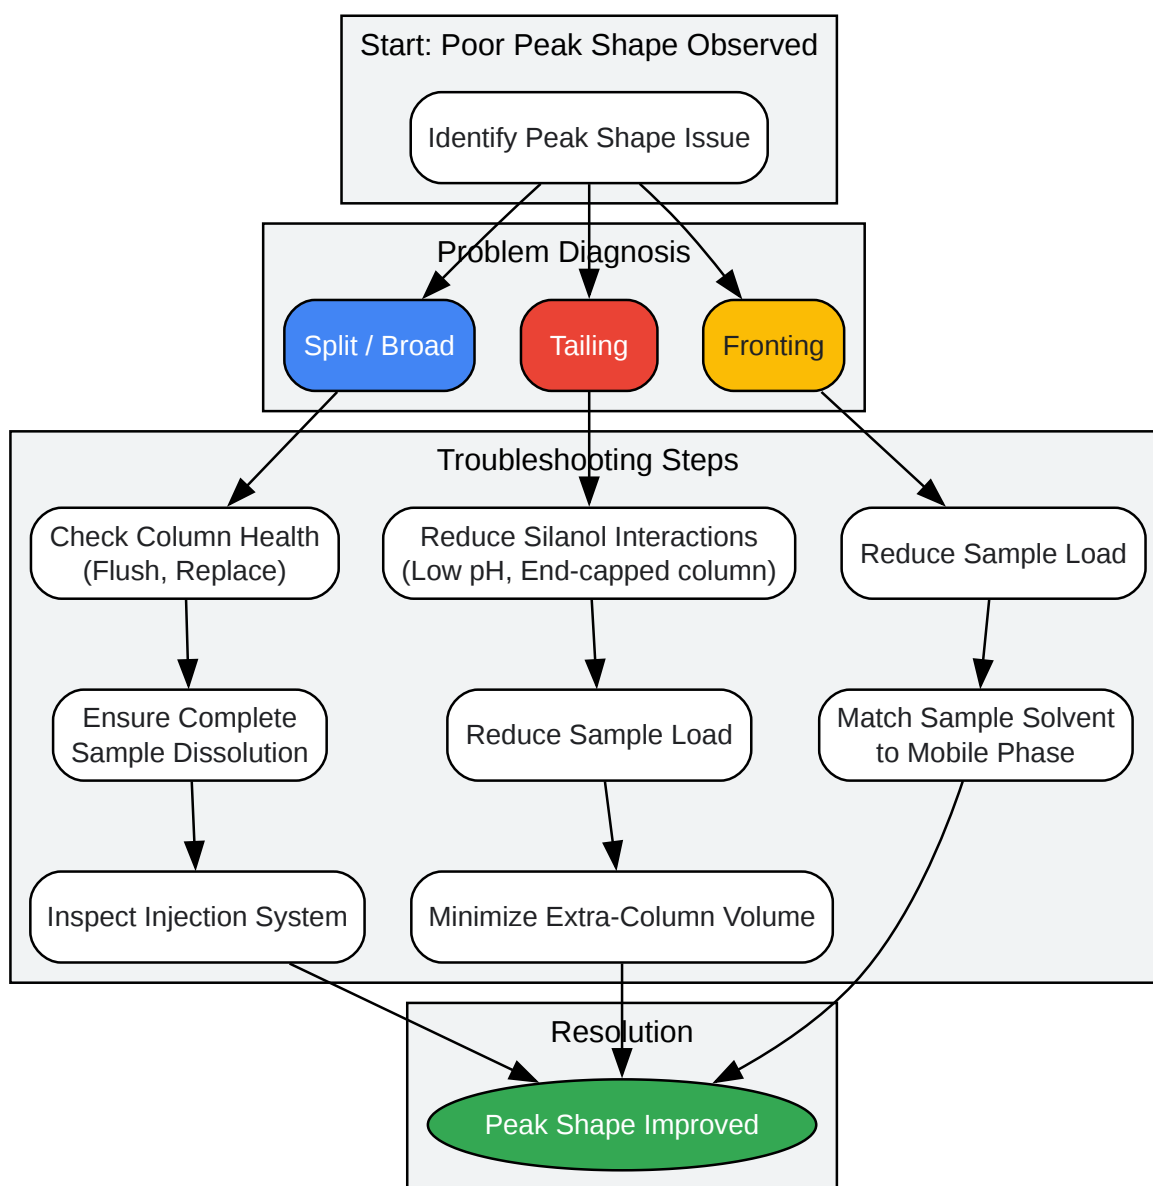 Start: Poor Peak Shape Observed
Identify Peak Shape Issue
Problem Diagnosis
Split / Broad
Tailing
Fronting
Troubleshooting Steps
Check Column Health
(Flush, Replace)
Reduce Silanol Interactions
(Low pH, End-capped column)
Reduce Sample Load
Ensure Complete
Sample Dissolution
Reduce Sample Load
Match Sample Solvent
to Mobile Phase
Inspect Injection System
Minimize Extra-Column Volume
Resolution
Peak Shape Improved